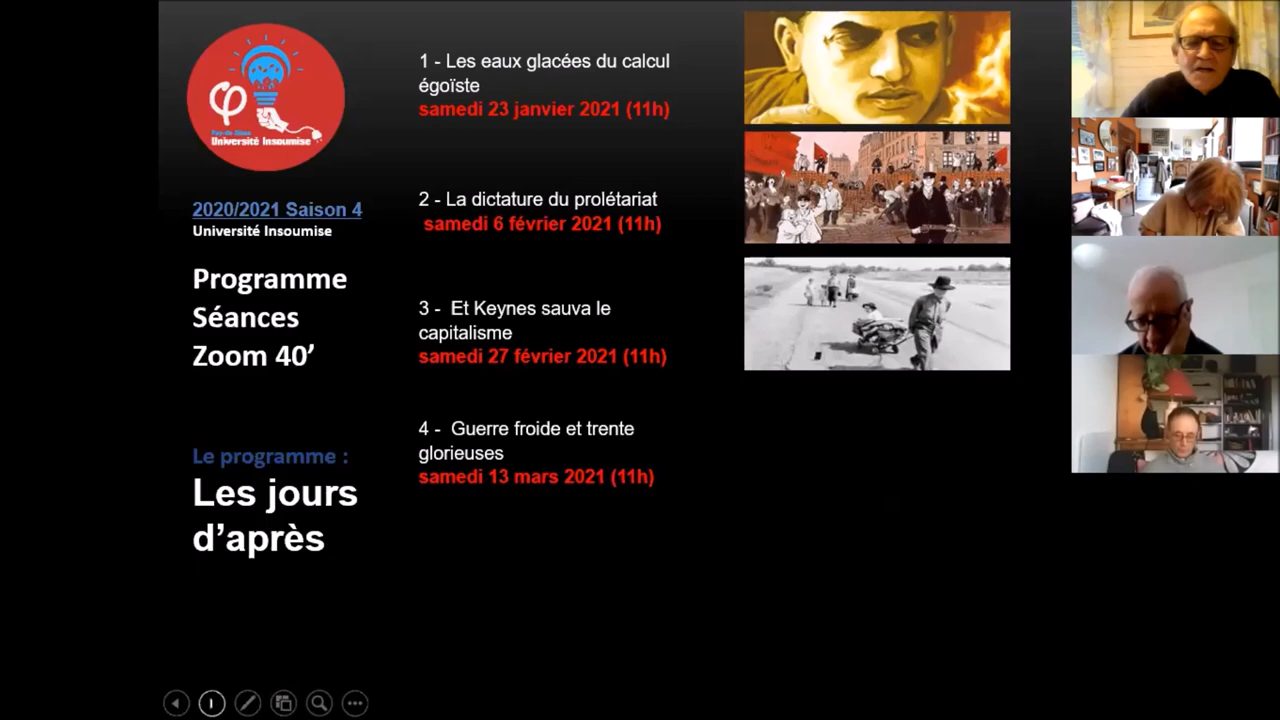 φ
Puy-de-Dôme
Université Insoumise
2020/2021 Saison 4
Université Insoumise
Programme
Séances
Zoom 40’
Le programme :
Les jours
d’après
1 - Les eaux glacées du calcul
égoïste
samedi 23 janvier 2021 (11h)
2 - La dictature du prolétariat
samedi 6 février 2021 (11h)
3 - Et Keynes sauva le
capitalisme
samedi 27 février 2021 (11h)
4 - Guerre froide et trente
glorieuses
samedi 13 mars 2021 (11h)